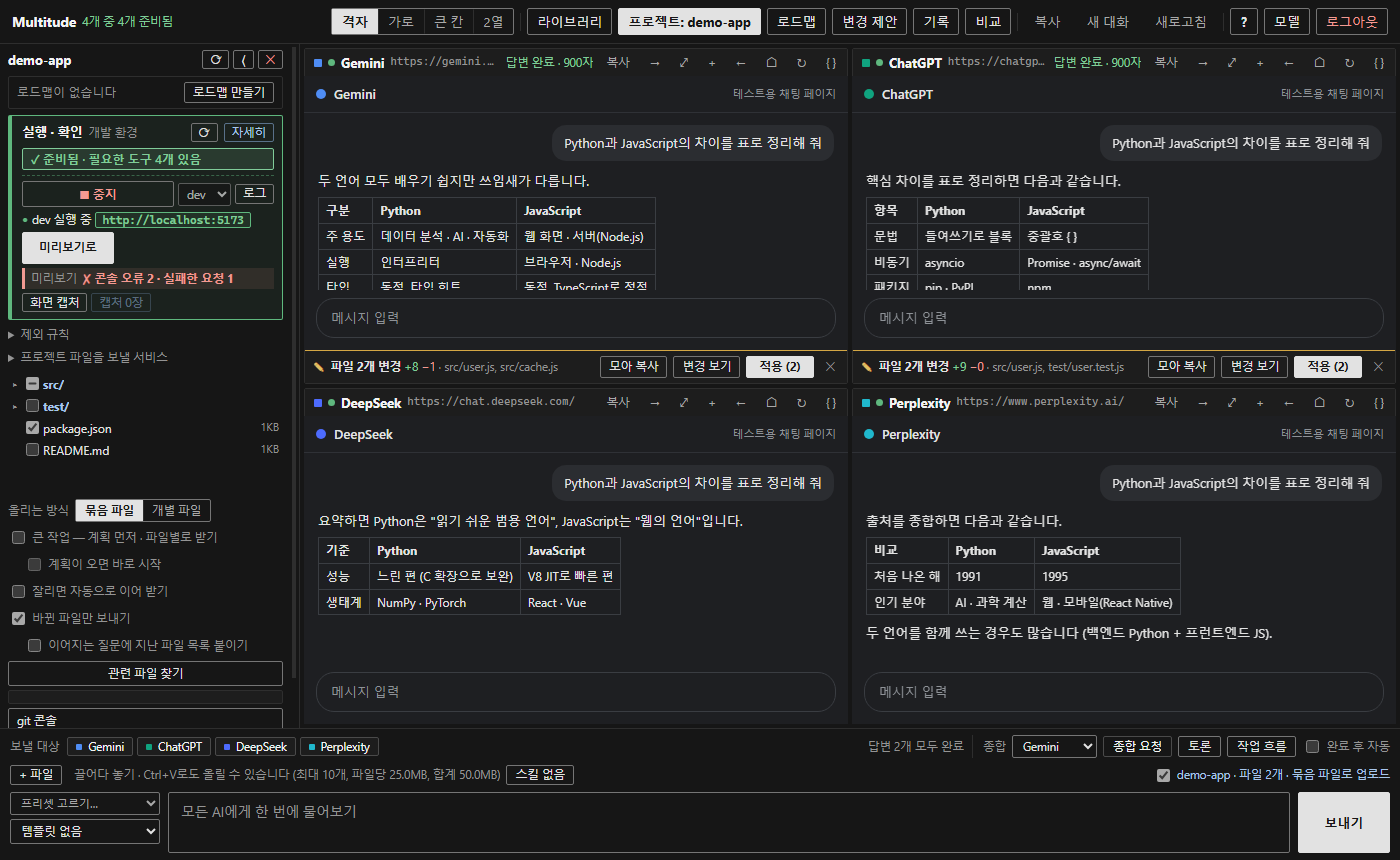 Multitude 4개 중 4개 준비됨 격자 가로 큰 칸 2열 라이브러리 프로젝트: demo-app 로드맵 변경 제안 기록 비교 복사 새 대화 새로고침 ? 모델 로그아웃
demo-app
로드맵이 없습니다 로드맵 만들기
실행 · 확인 개발 환경 자세히
✓ 준비됨 · 필요한 도구 4개 있음
■ 중지 dev 로그
● dev 실행 중 http://localhost:5173
미리보기로
미리보기 ✗ 콘솔 오류 2 · 실패한 요청 1
화면 캡처 캡처 0장
▶ 제외 규칙
▶ 프로젝트 파일을 보낼 서비스
src/
test/
package.json 1KB
README.md 1KB
올리는 방식 묶음 파일 개별 파일
큰 작업 — 계획 먼저 · 파일별로 받기
계획이 오면 바로 시작
잘리면 자동으로 이어 받기
바뀐 파일만 보내기
이어지는 질문에 지난 파일 목록 붙이기
관련 파일 찾기
git 콘솔
Gemini https://gemini.… 답변 완료 · 900자 복사 → ⤢ + ← ↻ { }
Gemini 테스트용 채팅 페이지
Python과 JavaScript의 차이를 표로 정리해 줘
두 언어 모두 배우기 쉽지만 쓰임새가 다릅니다.
구분 Python JavaScript
주 용도 데이터 분석 · AI · 자동화 웹 화면 · 서버(Node.js)
실행 인터프리터 브라우저 · Node.js
타입 동적, 타입 힌트 동적, TypeScript로 정적
메시지 입력
파일 2개 변경 +8 −1 · src/user.js, src/cache.js 모아 복사 변경 보기 적용 (2) ✕
ChatGPT https://chatgp… 답변 완료 · 900자 복사 → ⤢ + ← ↻ { }
ChatGPT 테스트용 채팅 페이지
Python과 JavaScript의 차이를 표로 정리해 줘
핵심 차이를 표로 정리하면 다음과 같습니다.
항목 Python JavaScript
문법 들여쓰기로 블록 중괄호 { }
비동기 asyncio Promise · async/await
패키지 pip · PyPI npm
메시지 입력
파일 2개 변경 +9 −0 · src/user.js, test/user.test.js 모아 복사 변경 보기 적용 (2) ✕
DeepSeek https://chat.deepseek.com/ 복사 → ⤢ + ← ↻ { }
DeepSeek 테스트용 채팅 페이지
Python과 JavaScript의 차이를 표로 정리해 줘
요약하면 Python은 "읽기 쉬운 범용 언어", JavaScript는 "웹의 언어"입니다.
기준 Python JavaScript
성능 느린 편 (C 확장으로 보완) V8 JIT로 빠른 편
생태계 NumPy · PyTorch React · Vue
메시지 입력
Perplexity https://www.perplexity.ai/ 복사 → ⤢ + ← ↻ { }
Perplexity 테스트용 채팅 페이지
Python과 JavaScript의 차이를 표로 정리해 줘
출처를 종합하면 다음과 같습니다.
비교 Python JavaScript
처음 나온 해 1991 1995
인기 분야 AI · 과학 계산 웹 · 모바일(React Native)
두 언어를 함께 쓰는 경우도 많습니다 (백엔드 Python + 프런트엔드 JS).
메시지 입력
보낼 대상 Gemini ChatGPT DeepSeek Perplexity 답변 2개 모두 완료 종합 Gemini 종합 요청 토론 작업 흐름 완료 후 자동
+ 파일 끌어다 놓기 · Ctrl+V로도 올릴 수 있습니다 (최대 10개, 파일당 25.0MB, 합계 50.0MB) 스킬 없음 demo-app · 파일 2개 · 묶음 파일로 업로드
프리셋 고르기... 모든 AI에게 한 번에 물어보기 보내기
템플릿 없음